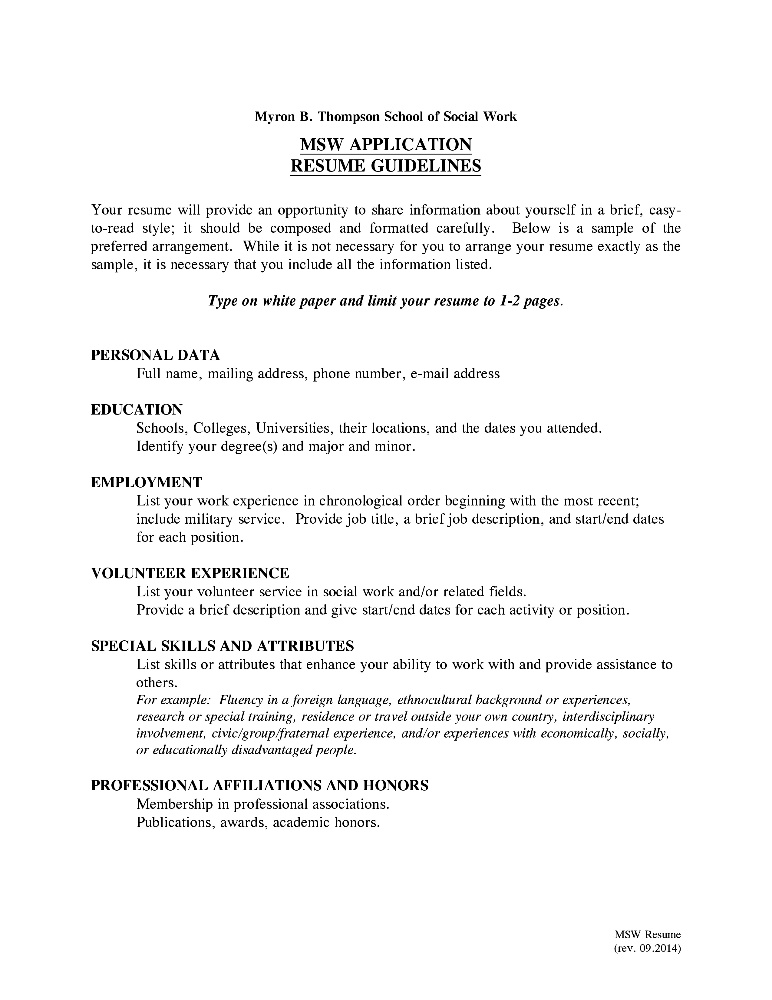 Myron B. Thompson School of Social Work
MSW APPLICATION
RESUME GUIDELINES
Your resume will provide an opportunity to share information about yourself in a brief, easy-
to-read style; it should be composed and formatted carefully. Below is a sample of the
preferred arrangement. While it is not necessary for you to arrange your resume exactly as the
sample, it is necessary that you include all the information listed.
Type on white paper and limit your resume to 1-2 pages.
PERSONAL DATA
Full name, mailing address, phone number, e-mail address
EDUCATION
Schools, Colleges, Universities, their locations, and the dates you attended.
Identify your degree(s) and major and minor.
EMPLOYMENT
List your work experience in chronological order beginning with the most recent;
include military service. Provide job title, a brief job description, and start/end dates
for each position.
VOLUNTEER EXPERIENCE
List your volunteer service in social work and/or related fields.
Provide a brief description and give start/end dates for each activity or position.
SPECIAL SKILLS AND ATTRIBUTES
List skills or attributes that enhance your ability to work with and provide assistance to
others.
For example: Fluency in a foreign language, ethnocultural background or experiences,
research or special training, residence or travel outside your own country, interdisciplinary
involvement, civic/group/fraternal experience, and/or experiences with economically, socially,
or educationally disadvantaged people.
PROFESSIONAL AFFILIATIONS AND HONORS
Membership in professional associations.
Publications, awards, academic honors.
MSW Resume
(rev. 09.2014)